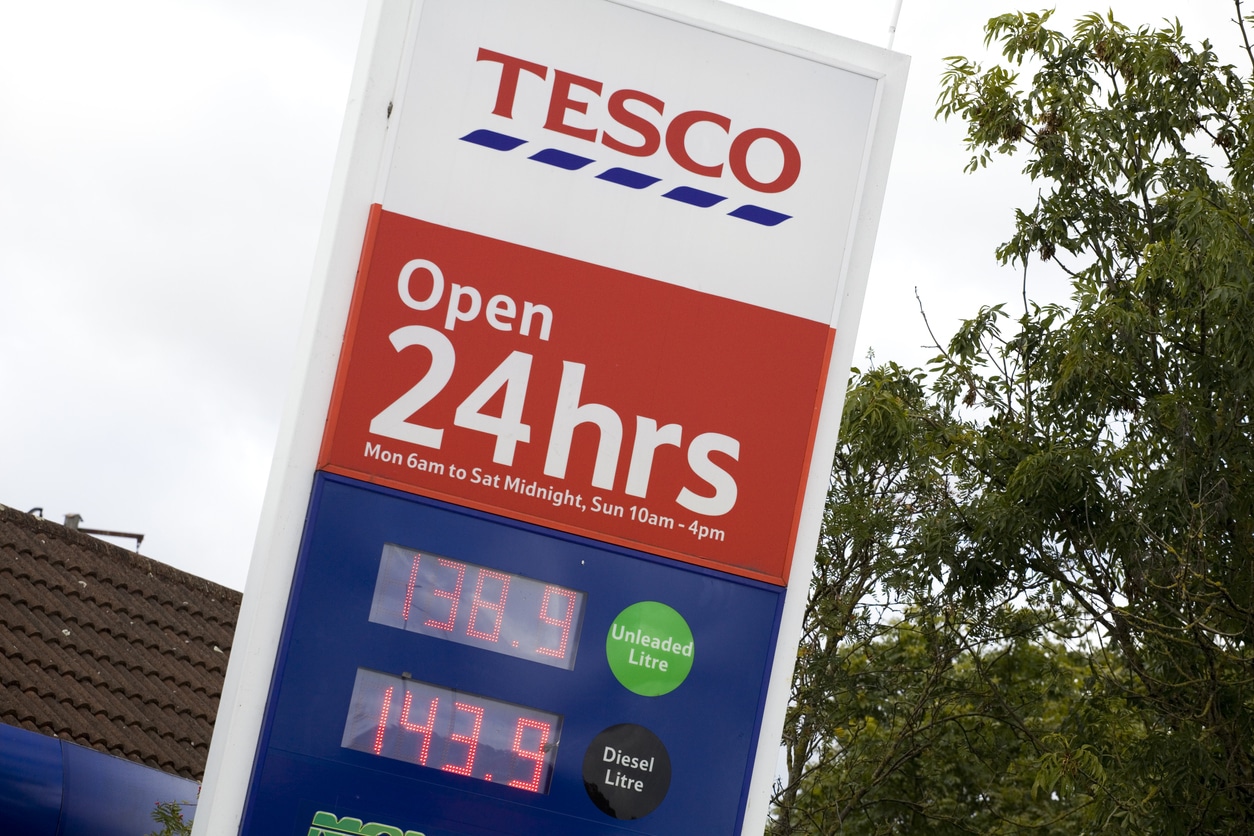 TESCO
Open
24hrs
Mon 6am to Sat Midnight, Sun 10am - 4pm
138.9
Unleaded
Litre
143.9
Diesel
Litre